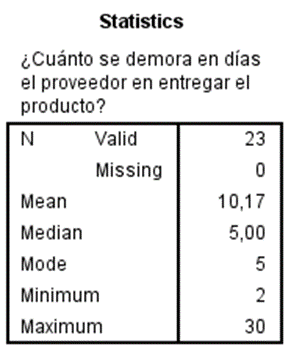 Statistics
¿Cuánto se demora en días
el proveedor en entregar el
producto?
N Valid 23
Missing 0
Mean 10,17
Median 5,00
Mode 5
Minimum 2
Maximum 30